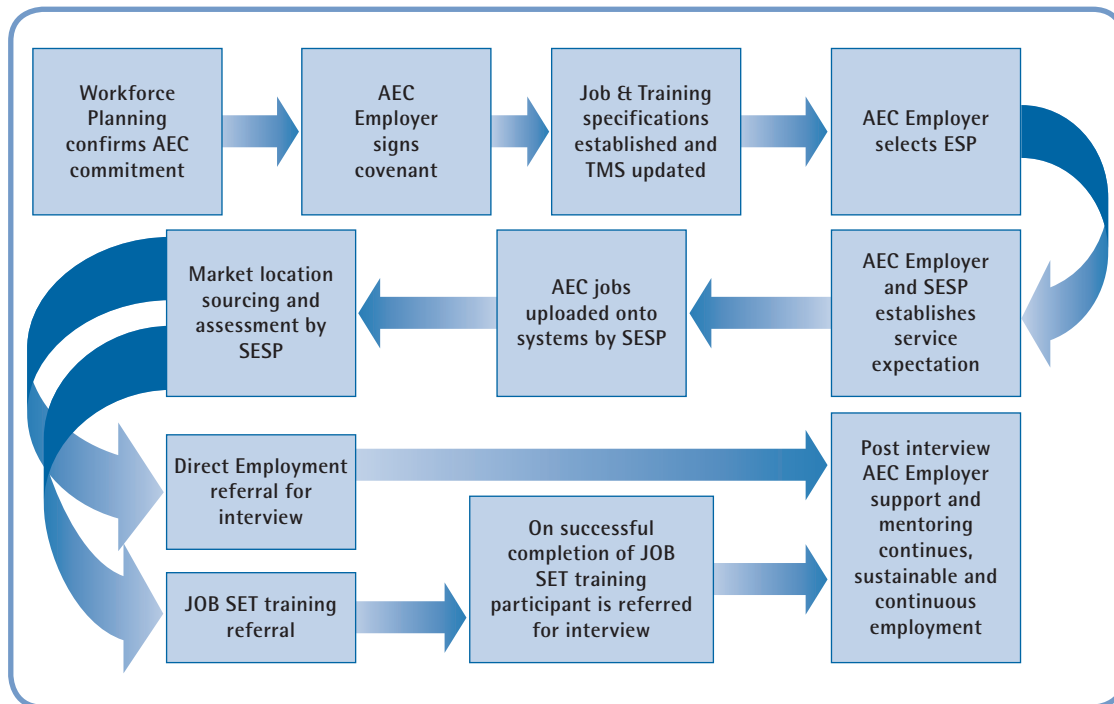 Workforce
Planning
confirms AEC
commitment
AEC
Employer
signs
covenant
Job & Training
specifications
established and
TMS updated
AEC Employer
selects ESP
AEC Employer
and SESP
establishes
service
expectation
AEC jobs
uploaded onto
systems by SESP
Market location
sourcing and
assessment by
SESP
Direct Employment
referral for
interview
JOB SET training
referral
On successful
completion of JOB
SET training
participant is referred
for interview
Post interview
AEC Employer
support and
mentoring
continues,
sustainable and
continuous
employment